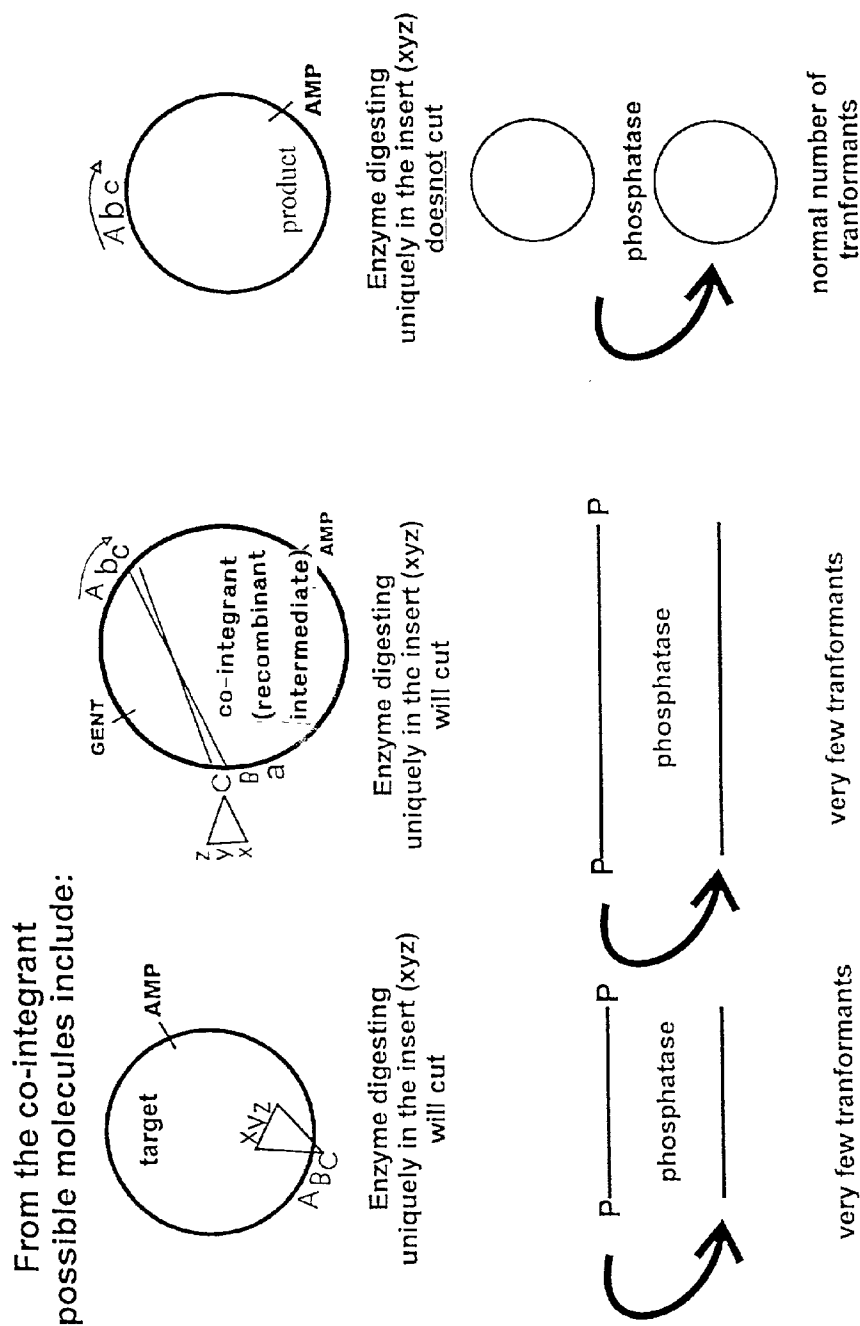 From the co-integrant
possible molecules include:
target
AMP
xyz
A B C
Enzyme digesting
uniquely in the insert (xyz)
will cut
P
P
phosphatase
very few tranformants
GENT
A b c
z
y
x
C
B
a
co-integrant
(recombinant
intermediate)
AMP
Enzyme digesting
uniquely in the insert (xyz)
will cut
P
P
phosphatase
very few tranformants
A b c
product
AMP
Enzyme digesting
uniquely in the insert (xyz)
doesnot cut
phosphatase
normal number of
tranformants